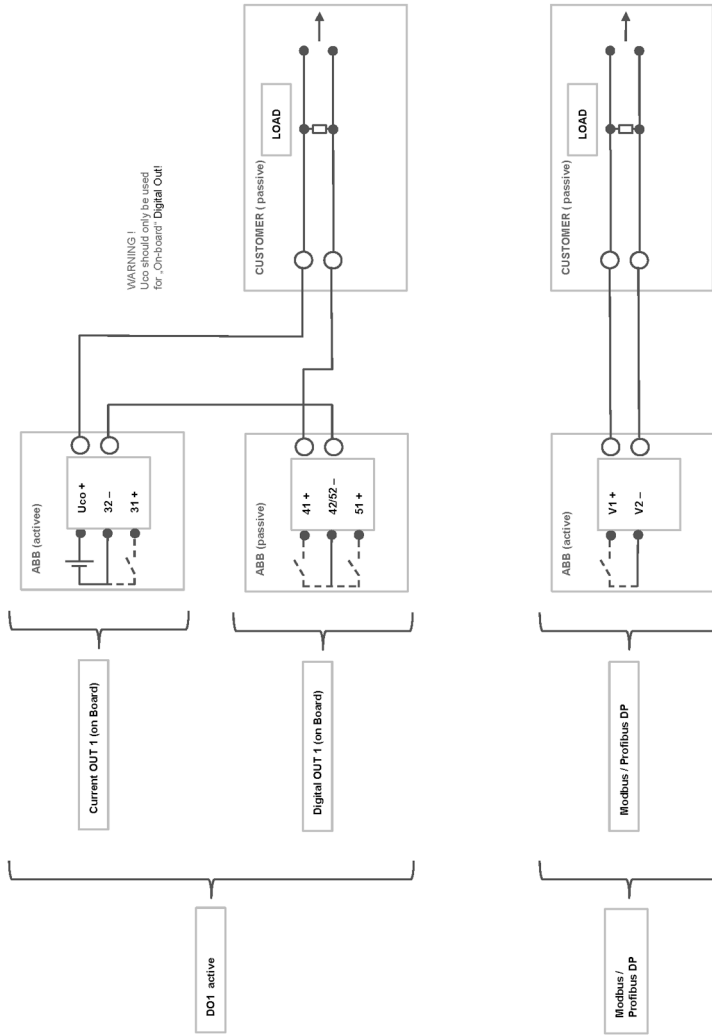 DO1 active
Current OUT 1 (on Board)
ABB (activee)
Uco +
32 –
31 +
WARNING !
Uco should only be used
for „On-board“ Digital Out!
Digital OUT 1 (on Board)
ABB (passive)
41 +
42/52 –
51 +
CUSTOMER ( passive)
LOAD
Modbus /
Profibus DP
Modbus / Profibus DP
ABB (active)
V1 +
V2 –
CUSTOMER ( passive)
LOAD